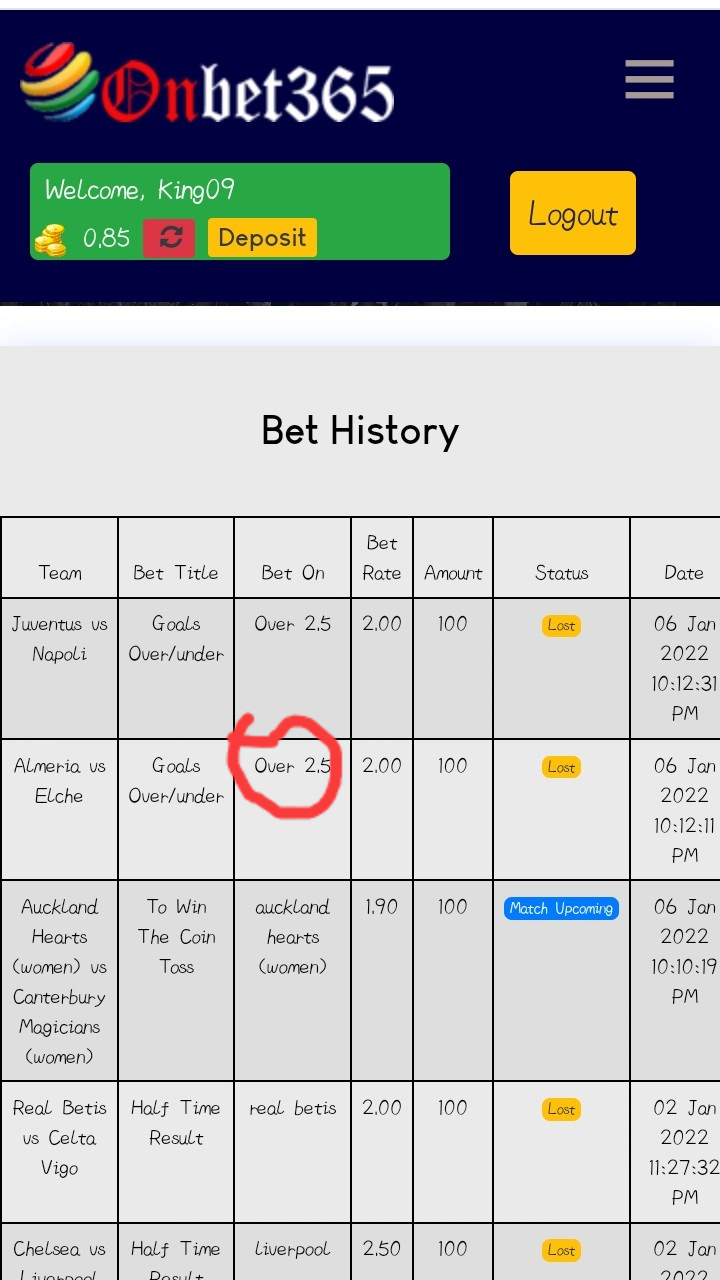 Onbet365
Welcome, King09
0.85 Deposit
Logout
Bet History
Team Bet Title Bet On Bet Rate Amount Status Date
Juventus vs Goals Over 2.5 2.00 100 Lost 06 Jan
Napoli Over/under 2022
10:12:31
PM
Almeria vs Goals Over 2.5 2.00 100 Lost 06 Jan
Elche Over/under 2022
10:12:11
PM
Auckland To Win auckland 1.90 100 Match Upcoming 06 Jan
Hearts The Coin hearts 2022
(women) vs Toss (women) 10:10:19
Canterbury PM
Magicians
(women)
Real Betis Half Time real betis 2.00 100 Lost 02 Jan
vs Celta Result 2022
Vigo 11:27:32
PM
Chelsea vs Half Time liverpool 2.50 100 Lost 02 Jan
Liverpool Result 2022